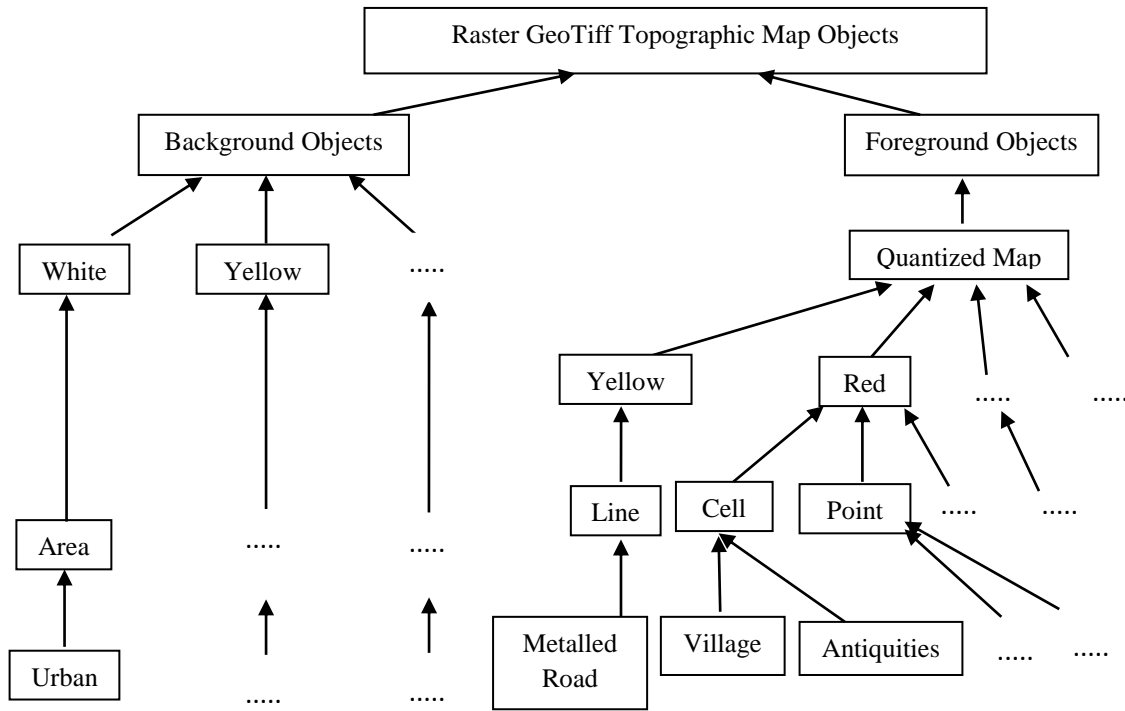 Raster GeoTiff Topographic Map Objects
Background Objects
Foreground Objects
White
Yellow
.....
Quantized Map
Yellow
Red
.....
.....
Area
.....
.....
Line
Cell
Point
.....
.....
Urban
.....
.....
Metalled
Road
Village
Antiquities
.....
.....